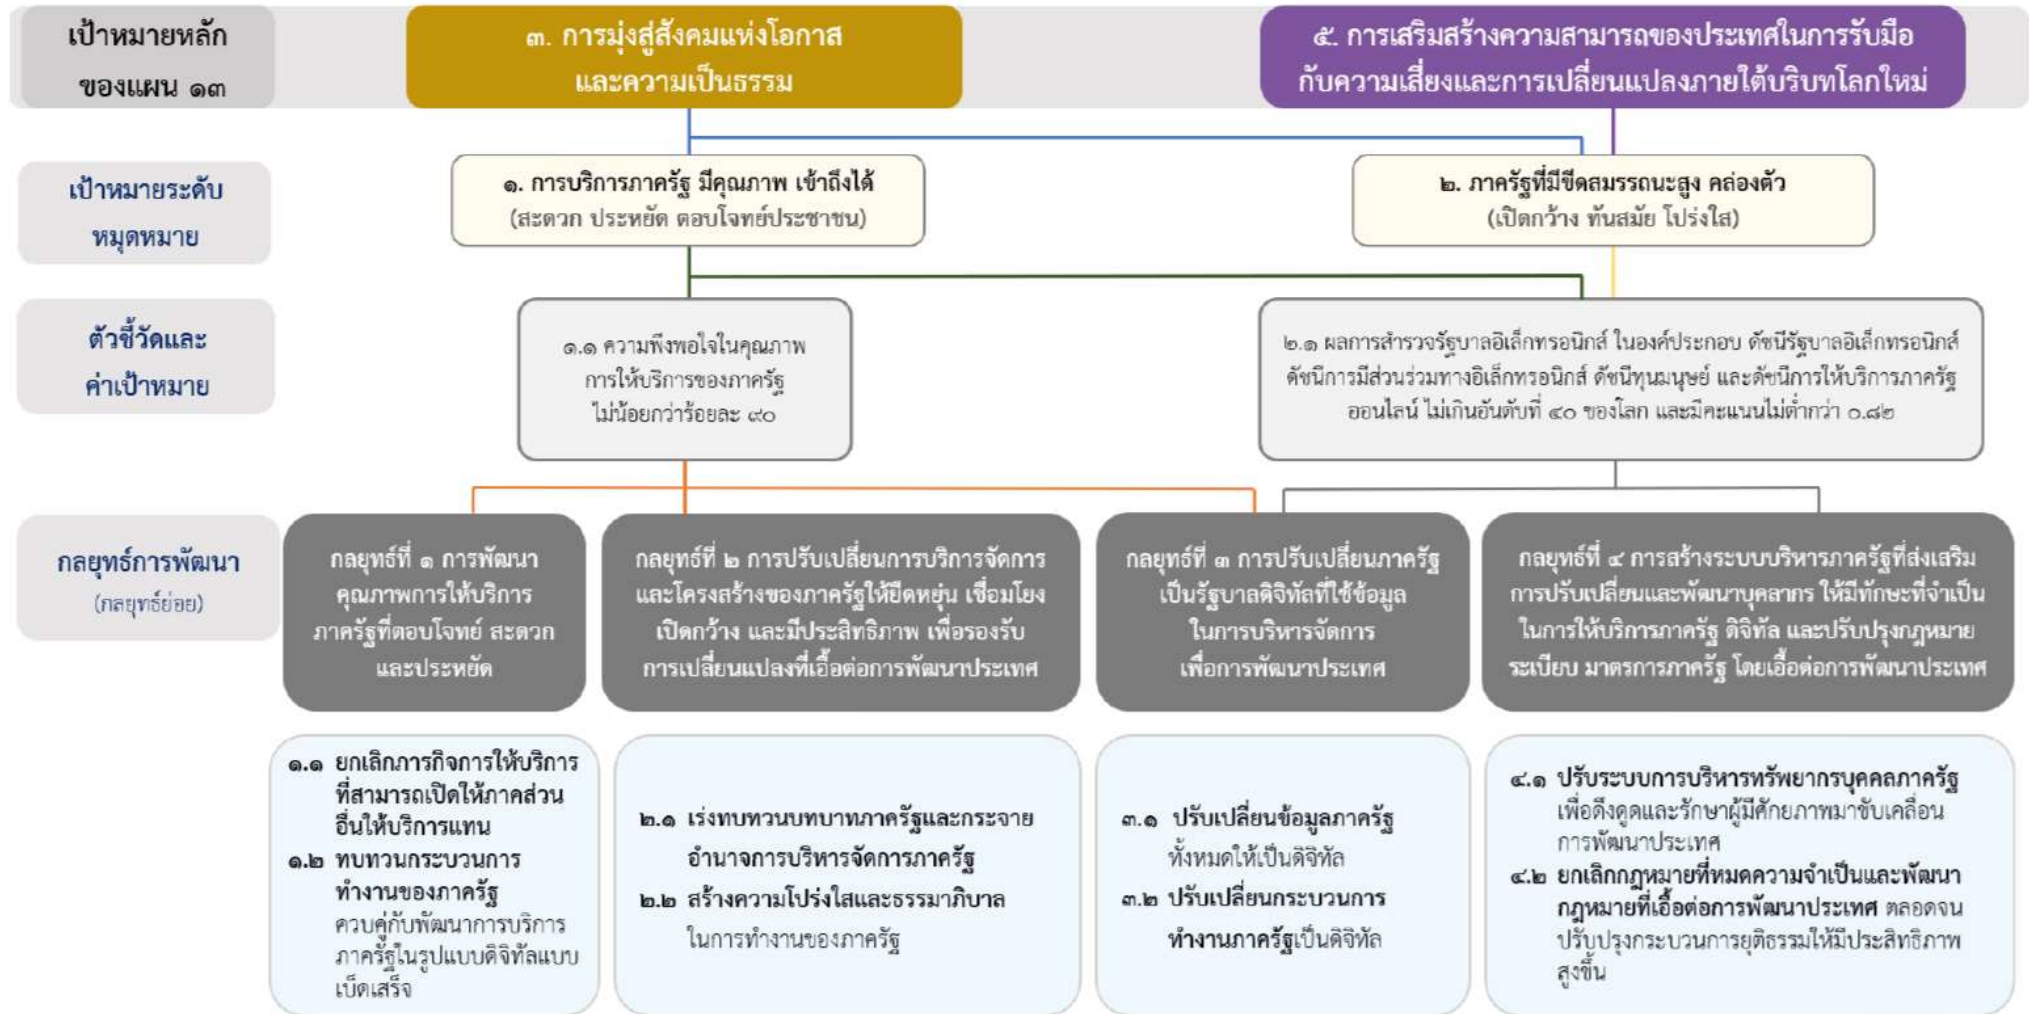 เป้าหมายหลัก
ของแผน ๑๓
๓. การมุ่งสู่สังคมแห่งโอกาส
และความเป็นธรรม
๕. การเสริมสร้างความสามารถของประเทศในการรับมือ
กับความเสี่ยงและการเปลี่ยนแปลงภายใต้บริบทโลกใหม่
เป้าหมายระดับ
หมุดหมาย
๑. การบริการภาครัฐ มีคุณภาพ เข้าถึงได้
(สะดวก ประหยัด ตอบโจทย์ประชาชน)
๒. ภาครัฐที่มีขีดสมรรถนะสูง คล่องตัว
(เปิดกว้าง ทันสมัย โปร่งใส)
ตัวชี้วัดและ
ค่าเป้าหมาย
๑.๑ ความพึงพอใจในคุณภาพ
การให้บริการของภาครัฐ
ไม่น้อยกว่าร้อยละ ๙๐
๒.๑ ผลการสำรวจรัฐบาลอิเล็กทรอนิกส์ ในองค์ประกอบ ดัชนีรัฐบาลอิเล็กทรอนิกส์
ดัชนีการมีส่วนร่วมทางอิเล็กทรอนิกส์ ดัชนีทุนมนุษย์ และดัชนีการให้บริการภาครัฐ
ออนไลน์ ไม่เกินอันดับที่ ๔๐ ของโลก และมีคะแนนไม่ต่ำกว่า ๐.๘๒
กลยุทธ์การพัฒนา
(กลยุทธ์ย่อย)
กลยุทธ์ที่ ๑ การพัฒนา
คุณภาพการให้บริการ
ภาครัฐที่ตอบโจทย์ สะดวก
และประหยัด
กลยุทธ์ที่ ๒ การปรับเปลี่ยนการบริการจัดการ
และโครงสร้างของภาครัฐให้ยืดหยุ่น เชื่อมโยง
เปิดกว้าง และมีประสิทธิภาพ เพื่อรองรับ
การเปลี่ยนแปลงที่เอื้อต่อการพัฒนาประเทศ
กลยุทธ์ที่ ๓ การปรับเปลี่ยนภาครัฐ
เป็นรัฐบาลดิจิทัลที่ใช้ข้อมูล
ในการบริหารจัดการ
เพื่อการพัฒนาประเทศ
กลยุทธ์ที่ ๔ การสร้างระบบบริหารภาครัฐที่ส่งเสริม
การปรับเปลี่ยนและพัฒนาบุคลากร ให้มีทักษะที่จำเป็น
ในการให้บริการภาครัฐ ดิจิทัล และปรับปรุงกฎหมาย
ระเบียบ มาตรการภาครัฐ โดยเอื้อต่อการพัฒนาประเทศ
๑.๑ ยกเลิกภารกิจการให้บริการ
ที่สามารถเปิดให้ภาคส่วน
อื่นให้บริการแทน
๑.๒ ทบทวนกระบวนการ
ทำงานของภาครัฐ
ควบคู่กับพัฒนาการบริการ
ภาครัฐในรูปแบบดิจิทัลแบบ
เบ็ดเสร็จ
๒.๑ เร่งทบทวนบทบาทภาครัฐและกระจาย
อำนาจการบริหารจัดการภาครัฐ
๒.๒ สร้างความโปร่งใสและธรรมาภิบาล
ในการทำงานของภาครัฐ
๓.๑ ปรับเปลี่ยนข้อมูลภาครัฐ
ทั้งหมดให้เป็นดิจิทัล
๓.๒ ปรับเปลี่ยนกระบวนการ
ทำงานภาครัฐเป็นดิจิทัล
๔.๑ ปรับระบบการบริหารทรัพยากรบุคคลภาครัฐ
เพื่อดึงดูดและรักษาผู้มีศักยภาพมาขับเคลื่อน
การพัฒนาประเทศ
๔.๒ ยกเลิกกฎหมายที่หมดความจำเป็นและพัฒนา
กฎหมายที่เอื้อต่อการพัฒนาประเทศ ตลอดจน
ปรับปรุงกระบวนการยุติธรรมให้มีประสิทธิภาพ
สูงขึ้น